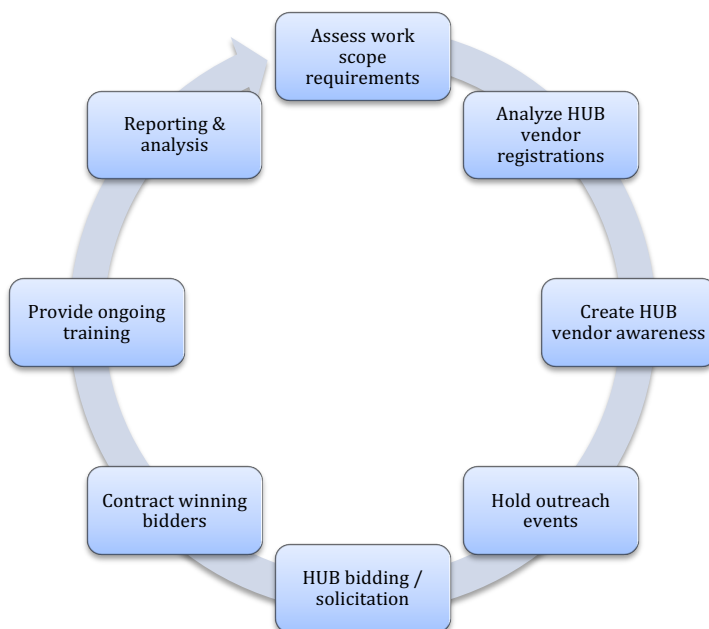 Assess work
scope
requirements
Analyze HUB
vendor
registrations
Create HUB
vendor awareness
Hold outreach
events
HUB bidding /
solicitation
Contract winning
bidders
Provide ongoing
training
Reporting &
analysis